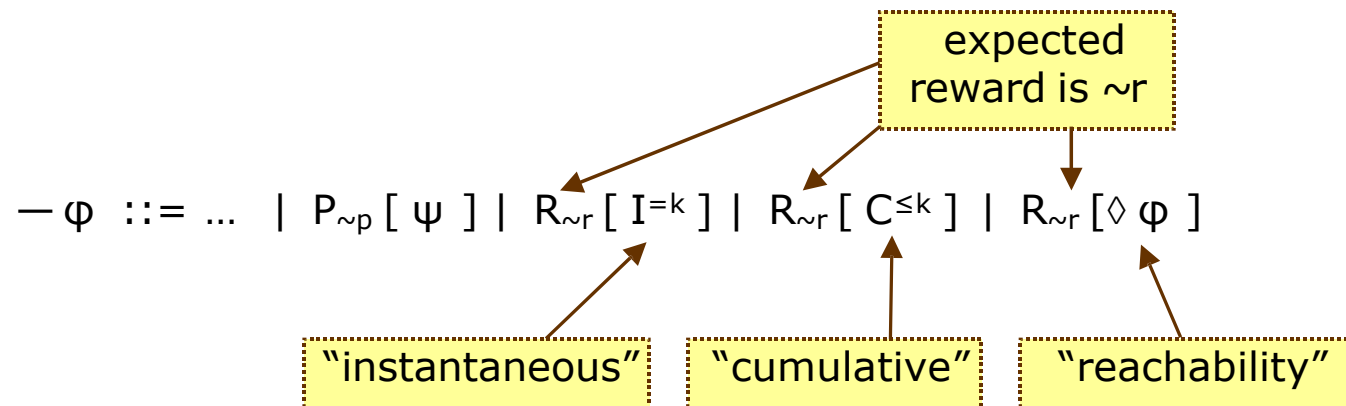 expected
reward is ~r
— φ ::= … | P~p [ ψ ] | R~r [ I=k ] | R~r [ C≤k ] | R~r [◊ φ ]
“instantaneous” “cumulative” “reachability”